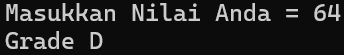 Masukkan Nilai Anda = 64
Grade D